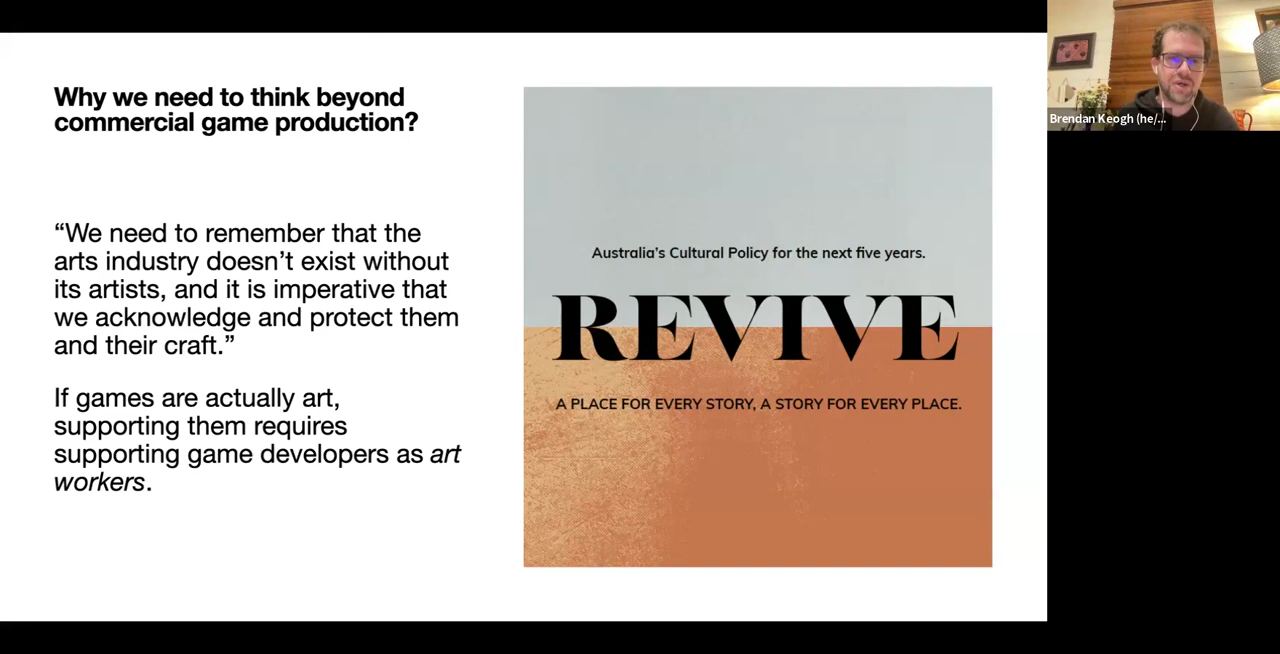 Why we need to think beyond
commercial game production?
“We need to remember that the
arts industry doesn’t exist without
its artists, and it is imperative that
we acknowledge and protect them
and their craft.”
If games are actually art,
supporting them requires
supporting game developers as art
workers.
Australia’s Cultural Policy for the next five years.
REVIVE
A PLACE FOR EVERY STORY, A STORY FOR EVERY PLACE.
Brendan Keogh (he/...